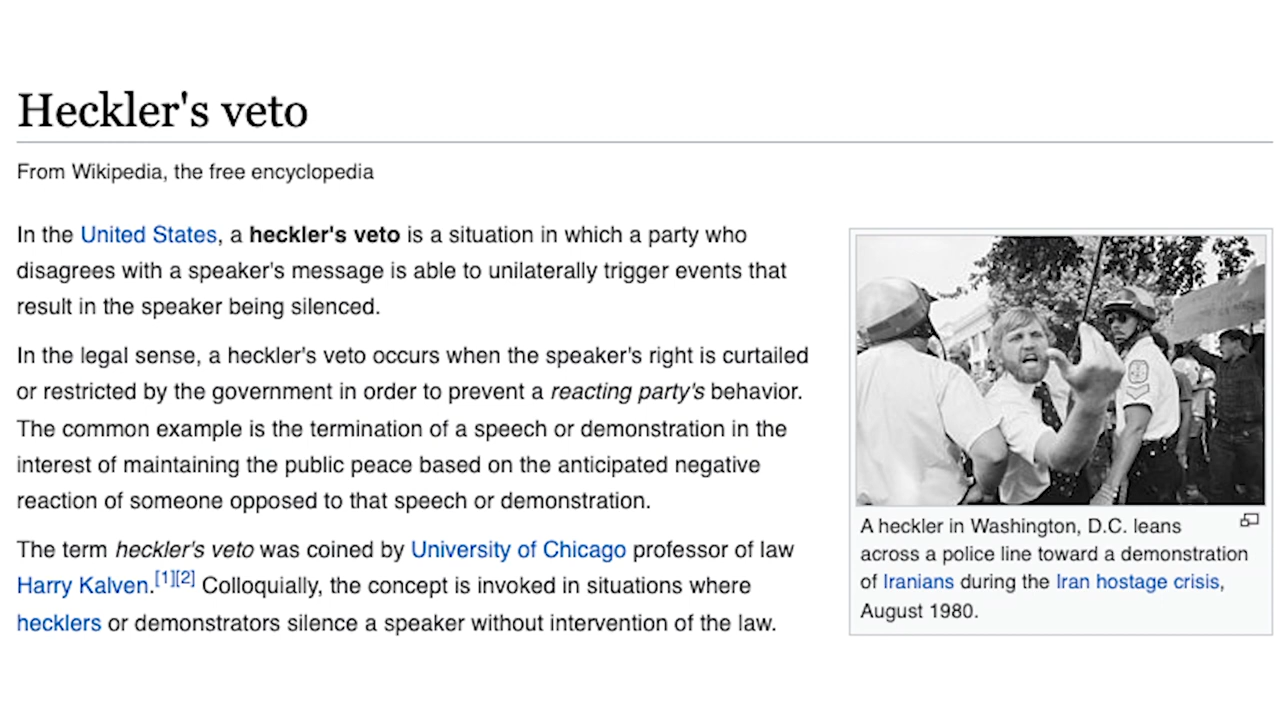 Heckler's veto
From Wikipedia, the free encyclopedia
In the United States, a heckler's veto is a situation in which a party who
disagrees with a speaker's message is able to unilaterally trigger events that
result in the speaker being silenced.
In the legal sense, a heckler's veto occurs when the speaker's right is curtailed
or restricted by the government in order to prevent a reacting party's behavior.
The common example is the termination of a speech or demonstration in the
interest of maintaining the public peace based on the anticipated negative
reaction of someone opposed to that speech or demonstration.
The term heckler's veto was coined by University of Chicago professor of law
Harry Kalven.[1][2] Colloquially, the concept is invoked in situations where
hecklers or demonstrators silence a speaker without intervention of the law.
A heckler in Washington, D.C. leans
across a police line toward a demonstration
of Iranians during the Iran hostage crisis,
August 1980.